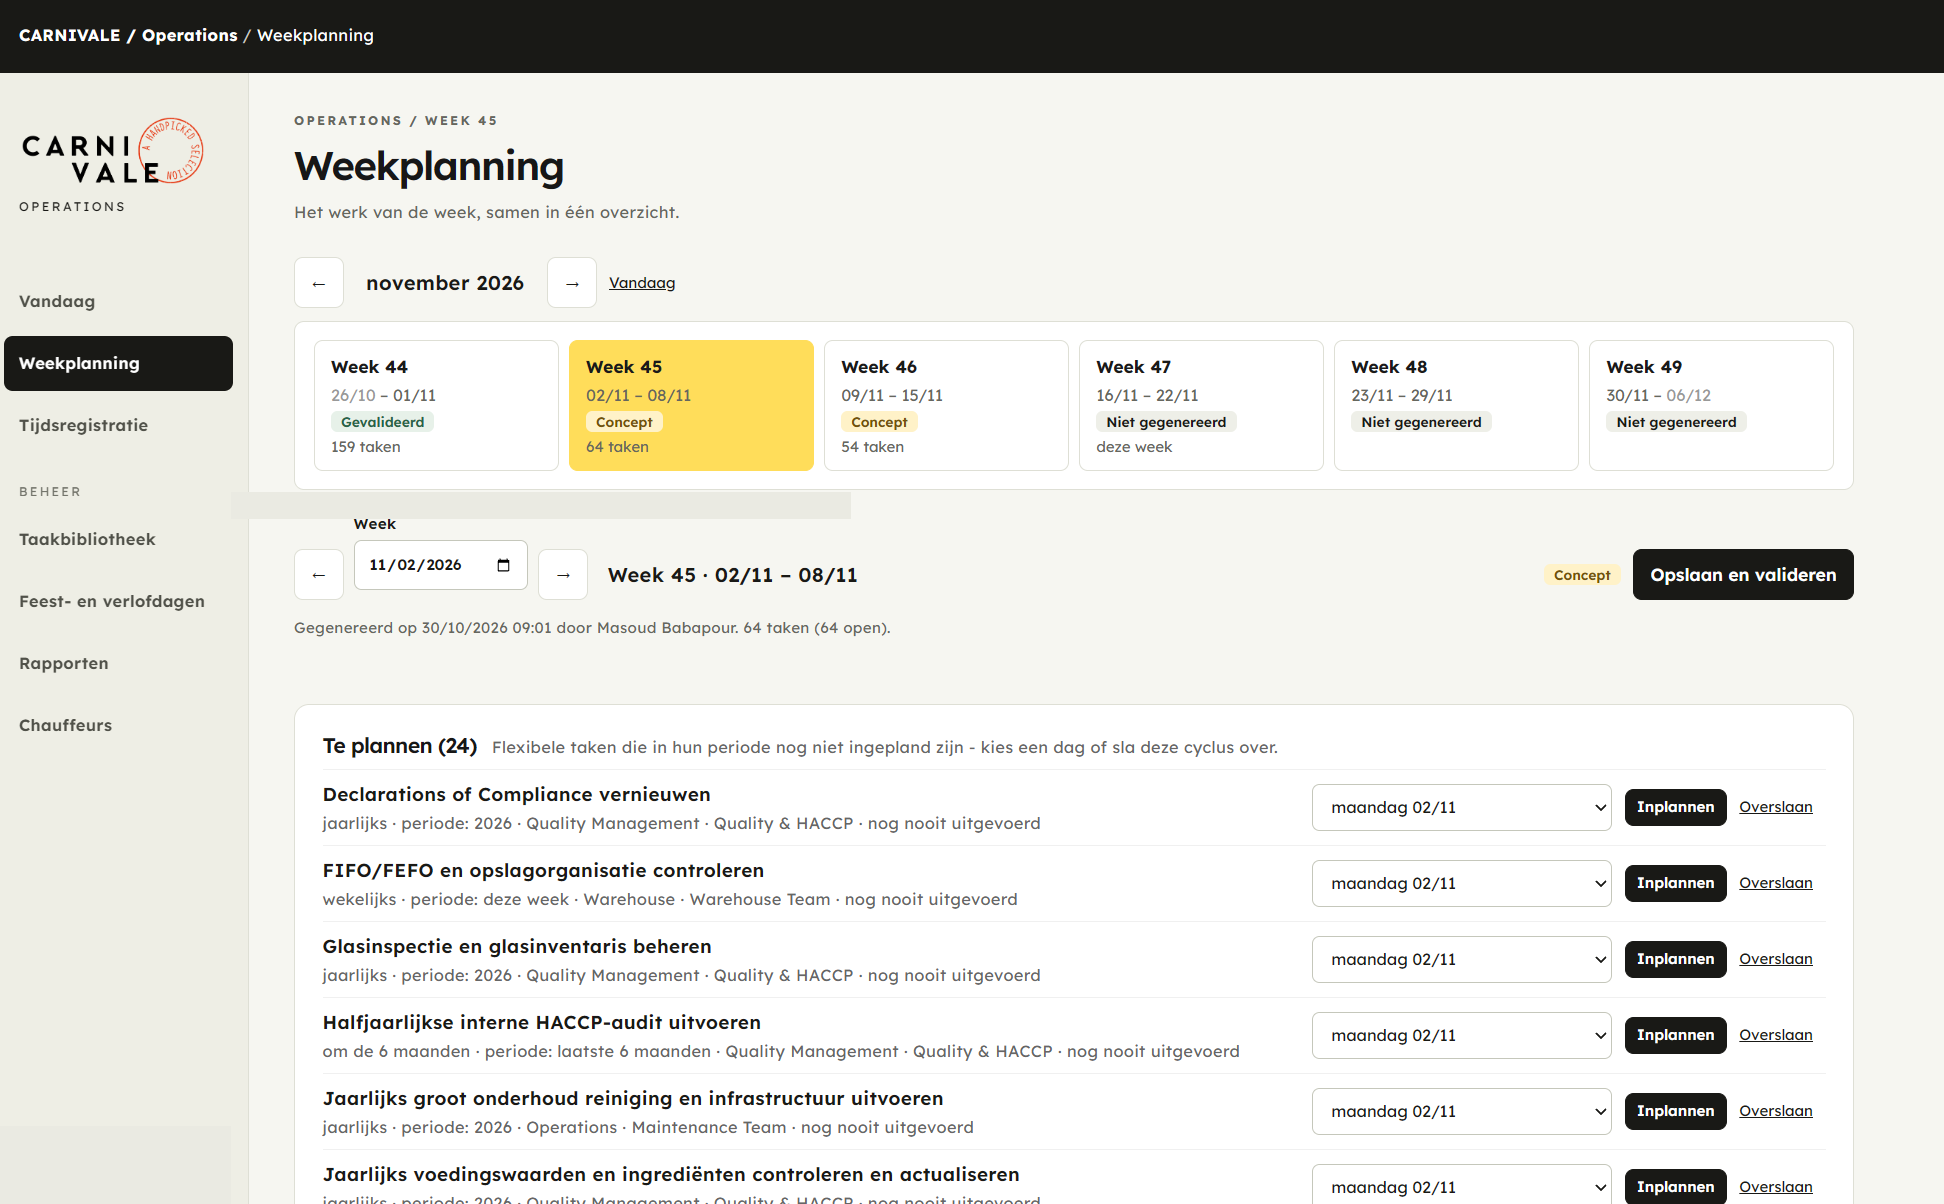 CARNIVALE / Operations / Weekplanning
CARNI
VALE
A HANDPICKED SELECTION
OPERATIONS
Vandaag
Weekplanning
Tijdsregistratie
BEHEER
Taakbibliotheek
Feest- en verlofdagen
Rapporten
Chauffeurs
OPERATIONS / WEEK 45
Weekplanning
Het werk van de week, samen in één overzicht.
← november 2026 → Vandaag
Week 44
26/10 – 01/11
Gevalideerd
159 taken
Week 45
02/11 – 08/11
Concept
64 taken
Week 46
09/11 – 15/11
Concept
54 taken
Week 47
16/11 – 22/11
Niet gegenereerd
deze week
Week 48
23/11 – 29/11
Niet gegenereerd
Week 49
30/11 – 06/12
Niet gegenereerd
Week
← 11/02/2026 → Week 45 · 02/11 – 08/11 Concept Opslaan en valideren
Gegenereerd op 30/10/2026 09:01 door Masoud Babapour. 64 taken (64 open).
Te plannen (24) Flexibele taken die in hun periode nog niet ingepland zijn - kies een dag of sla deze cyclus over.
Declarations of Compliance vernieuwen
jaarlijks · periode: 2026 · Quality Management · Quality & HACCP · nog nooit uitgevoerd
maandag 02/11 Inplannen Overslaan
FIFO/FEFO en opslagorganisatie controleren
wekelijks · periode: deze week · Warehouse · Warehouse Team · nog nooit uitgevoerd
maandag 02/11 Inplannen Overslaan
Glasinspectie en glasinventaris beheren
jaarlijks · periode: 2026 · Quality Management · Quality & HACCP · nog nooit uitgevoerd
maandag 02/11 Inplannen Overslaan
Halfjaarlijkse interne HACCP-audit uitvoeren
om de 6 maanden · periode: laatste 6 maanden · Quality Management · Quality & HACCP · nog nooit uitgevoerd
maandag 02/11 Inplannen Overslaan
Jaarlijks groot onderhoud reiniging en infrastructuur uitvoeren
jaarlijks · periode: 2026 · Operations · Maintenance Team · nog nooit uitgevoerd
maandag 02/11 Inplannen Overslaan
Jaarlijks voedingswaarden en ingrediënten controleren en actualiseren
jaarlijks · periode: 2026 · Quality Management · Quality & HACCP · nog nooit uitgevoerd
maandag 02/11 Inplannen Overslaan